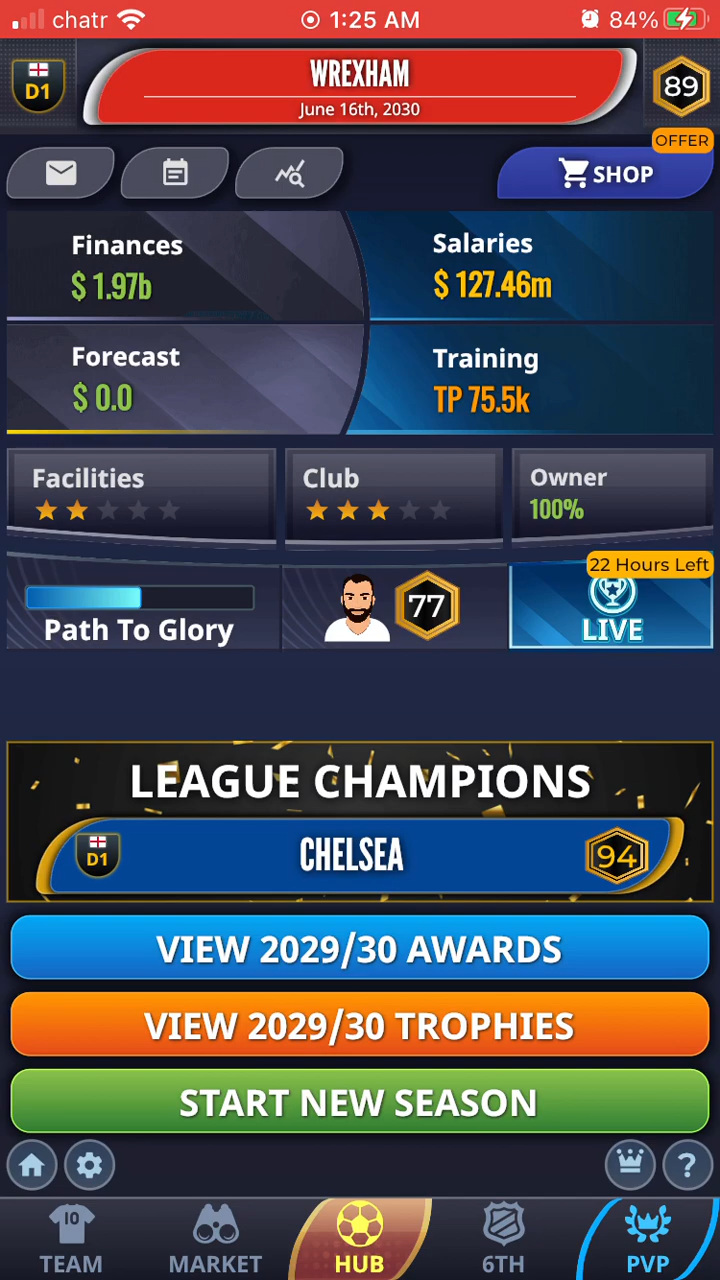 chatr 1:25 AM 84%
D1 WREXHAM 89
June 16th, 2030
OFFER
SHOP
Finances
$ 1.97b
Salaries
$ 127.46m
Forecast
$ 0.0
Training
TP 75.5k
Facilities
Club
Owner
100%
22 Hours Left
Path To Glory
77
LIVE
LEAGUE CHAMPIONS
D1 CHELSEA 94
VIEW 2029/30 AWARDS
VIEW 2029/30 TROPHIES
START NEW SEASON
?
10
TEAM MARKET HUB 6TH PVP